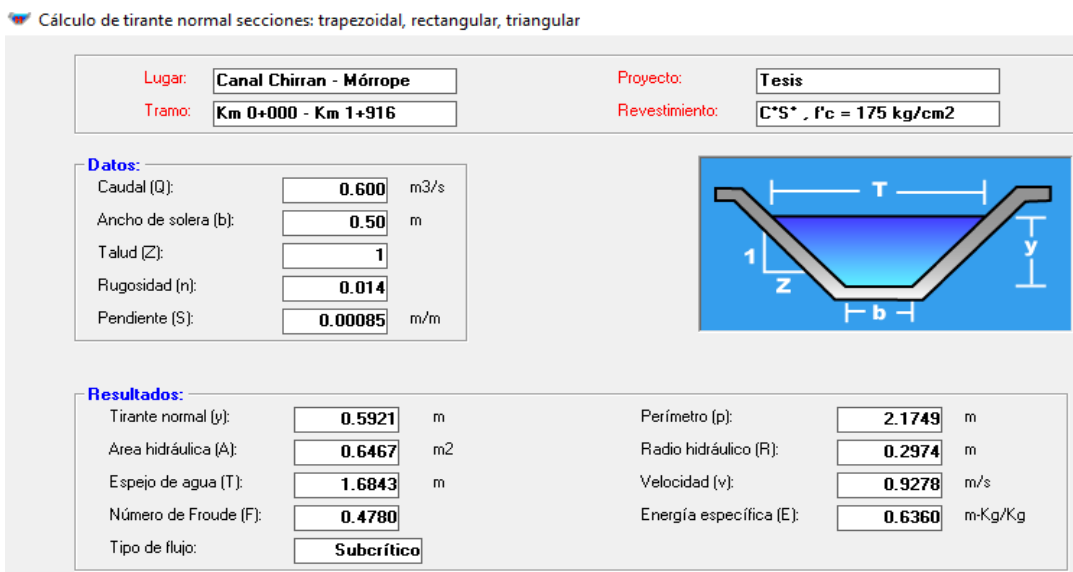 Cálculo de tirante normal secciones: trapezoidal, rectangular, triangular
Lugar: Canal Chirran - Mórrope Proyecto: Tesis
Tramo: Km 0+000 - Km 1+916 Revestimiento: C*S* , f'c = 175 kg/cm2
Datos:
Caudal (Q): 0.600 m3/s
Ancho de solera (b): 0.50 m
Talud (Z): 1
Rugosidad (n): 0.014
Pendiente (S): 0.00085 m/m
T
y
1
Z
b
Resultados:
Tirante normal (y): 0.5921 m Perímetro (p): 2.1749 m
Area hidráulica (A): 0.6467 m2 Radio hidráulico (R): 0.2974 m
Espejo de agua (T): 1.6843 m Velocidad (v): 0.9278 m/s
Número de Froude (F): 0.4780 Energía específica (E): 0.6360 m-Kg/Kg
Tipo de flujo: Subcrítico